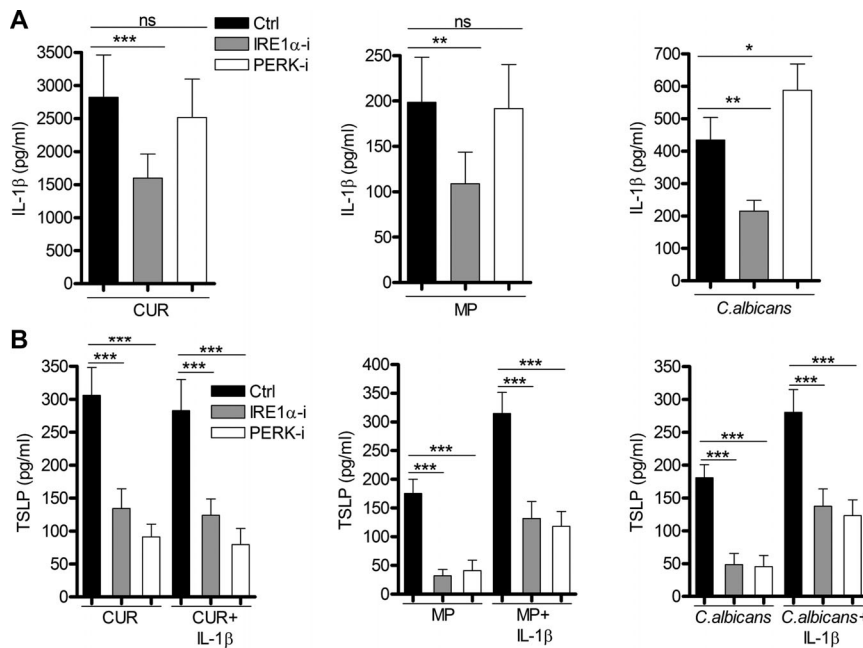 A
ns
***
Ctrl
IRE1α-i
PERK-i
IL-1β (pg/ml)
3500
3000
2500
2000
1500
1000
500
0
CUR
ns
**
IL-1β (pg/ml)
250
200
150
100
50
0
MP
*
**
IL-1β (pg/ml)
700
600
500
400
300
200
100
0
C.albicans
B
***
***
***
***
Ctrl
IRE1α-i
PERK-i
TSLP (pg/ml)
350
300
250
200
150
100
50
0
CUR
CUR+
IL-1β
***
***
***
***
TSLP (pg/ml)
400
350
300
250
200
150
100
50
0
MP
MP+
IL-1β
***
***
***
***
TSLP (pg/ml)
350
300
250
200
150
100
50
0
C.albicans
C.albicans+
IL-1β